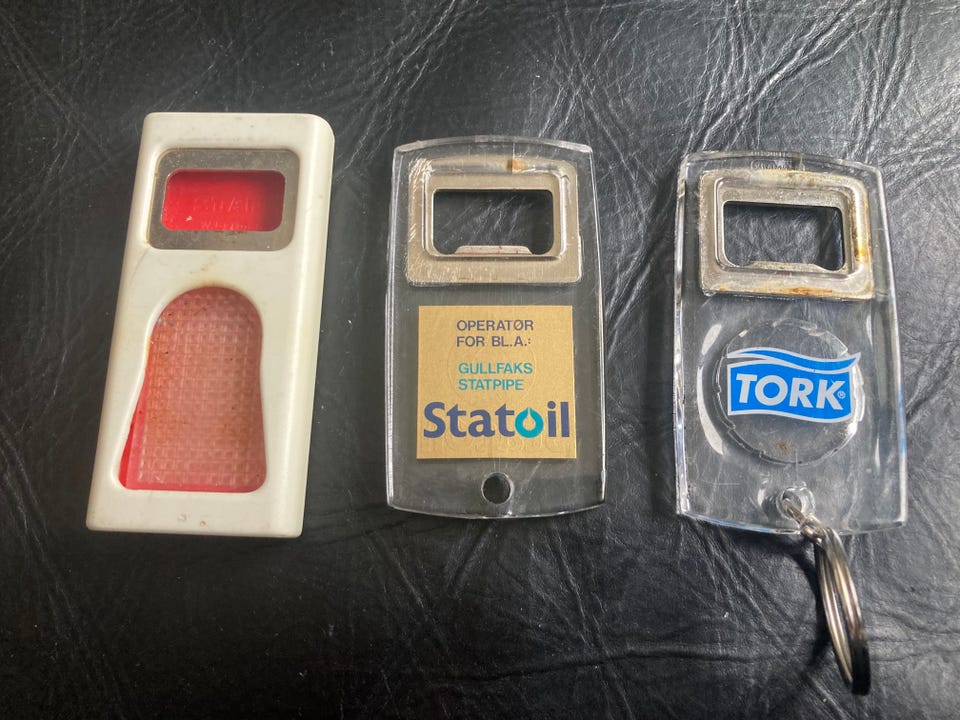 OPERATØR
FOR BL.A.:
GULLFAKS
STATPIPE
Statoil
TORK®